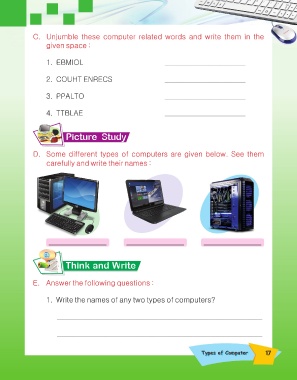 C. Unjumble these computer related words and write them in the
given space :
1. EBMIOL
2. COUHT ENRECS
3. PPALTO
4. TTBLAE
Picture Study
D. Some different types of computers are given below. See them
carefully and write their names :
Think and Write
E. Answer the following questions :
1. Write the names of any two types of computers?
Types of Computer 17